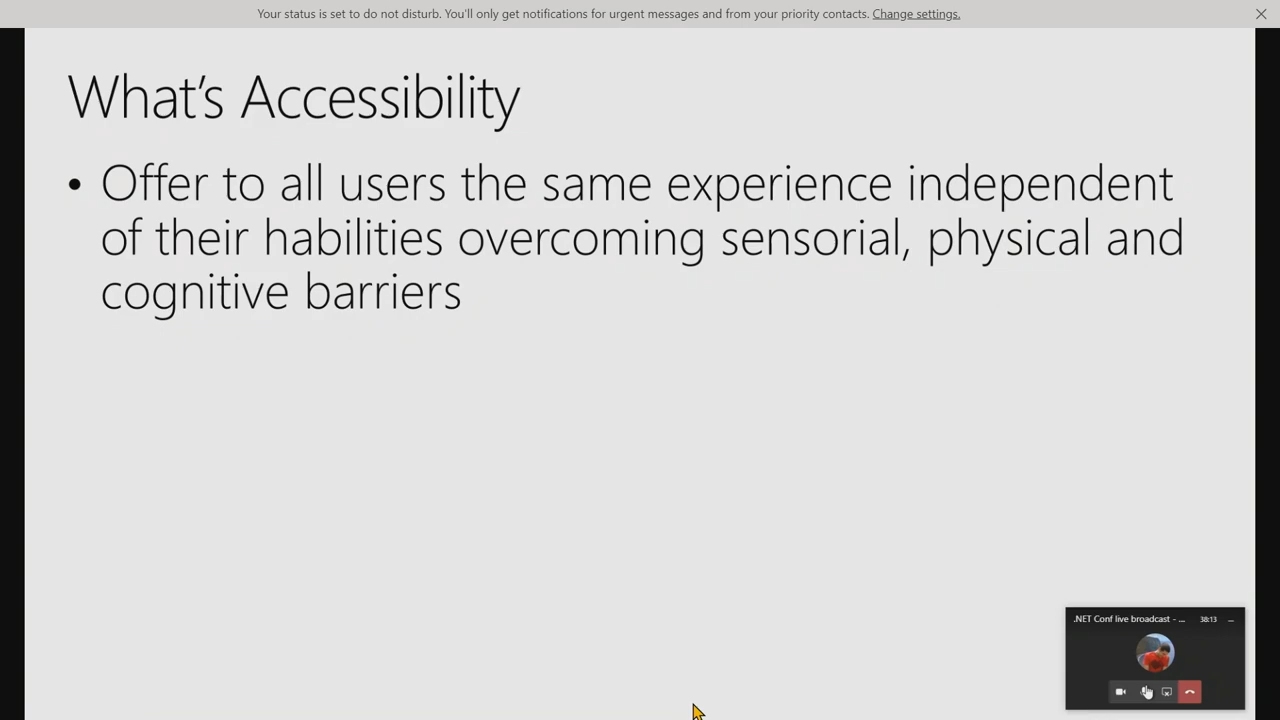 Your status is set to do not disturb. You'll only get notifications for urgent messages and from your priority contacts. Change settings.
What's Accessibility
• Offer to all users the same experience independent
of their habilities overcoming sensorial, physical and
cognitive barriers
.NET Conf live broadcast - ... 38:13